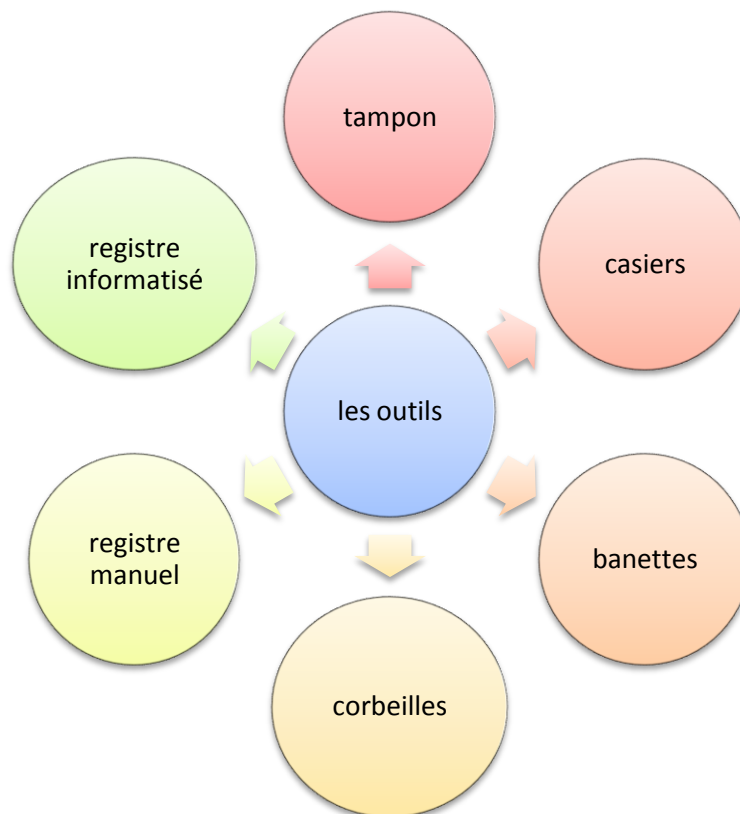 tampon
registre
informatisé
casiers
les outils
registre
manuel
banettes
corbeilles